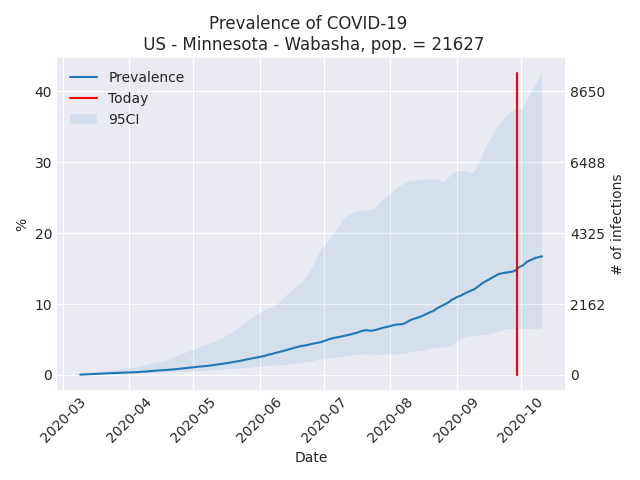 Prevalence of COVID-19
US - Minnesota - Wabasha, pop. = 21627
Prevalence
Today
95CI
40
30
20
10
0
%
8650
6488
4325
2162
0
# of infections
2020-03
2020-04
2020-05
2020-06
2020-07
2020-08
2020-09
2020-10
Date